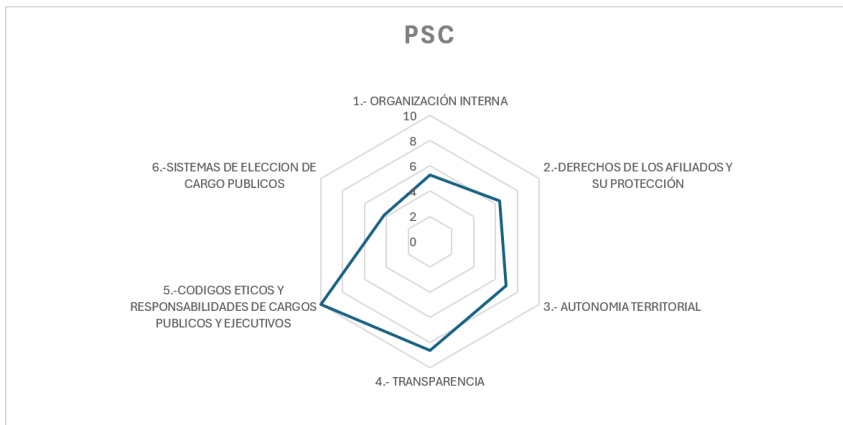 PSC
1.- ORGANIZACIÓN INTERNA
10
8
6
4
2
0
2.-DERECHOS DE LOS AFILIADOS Y
SU PROTECCIÓN
3.- AUTONOMIA TERRITORIAL
4.- TRANSPARENCIA
5.-CODIGOS ETICOS Y
RESPONSABILIDADES DE CARGOS
PUBLICOS Y EJECUTIVOS
6.-SISTEMAS DE ELECCION DE
CARGO PUBLICOS